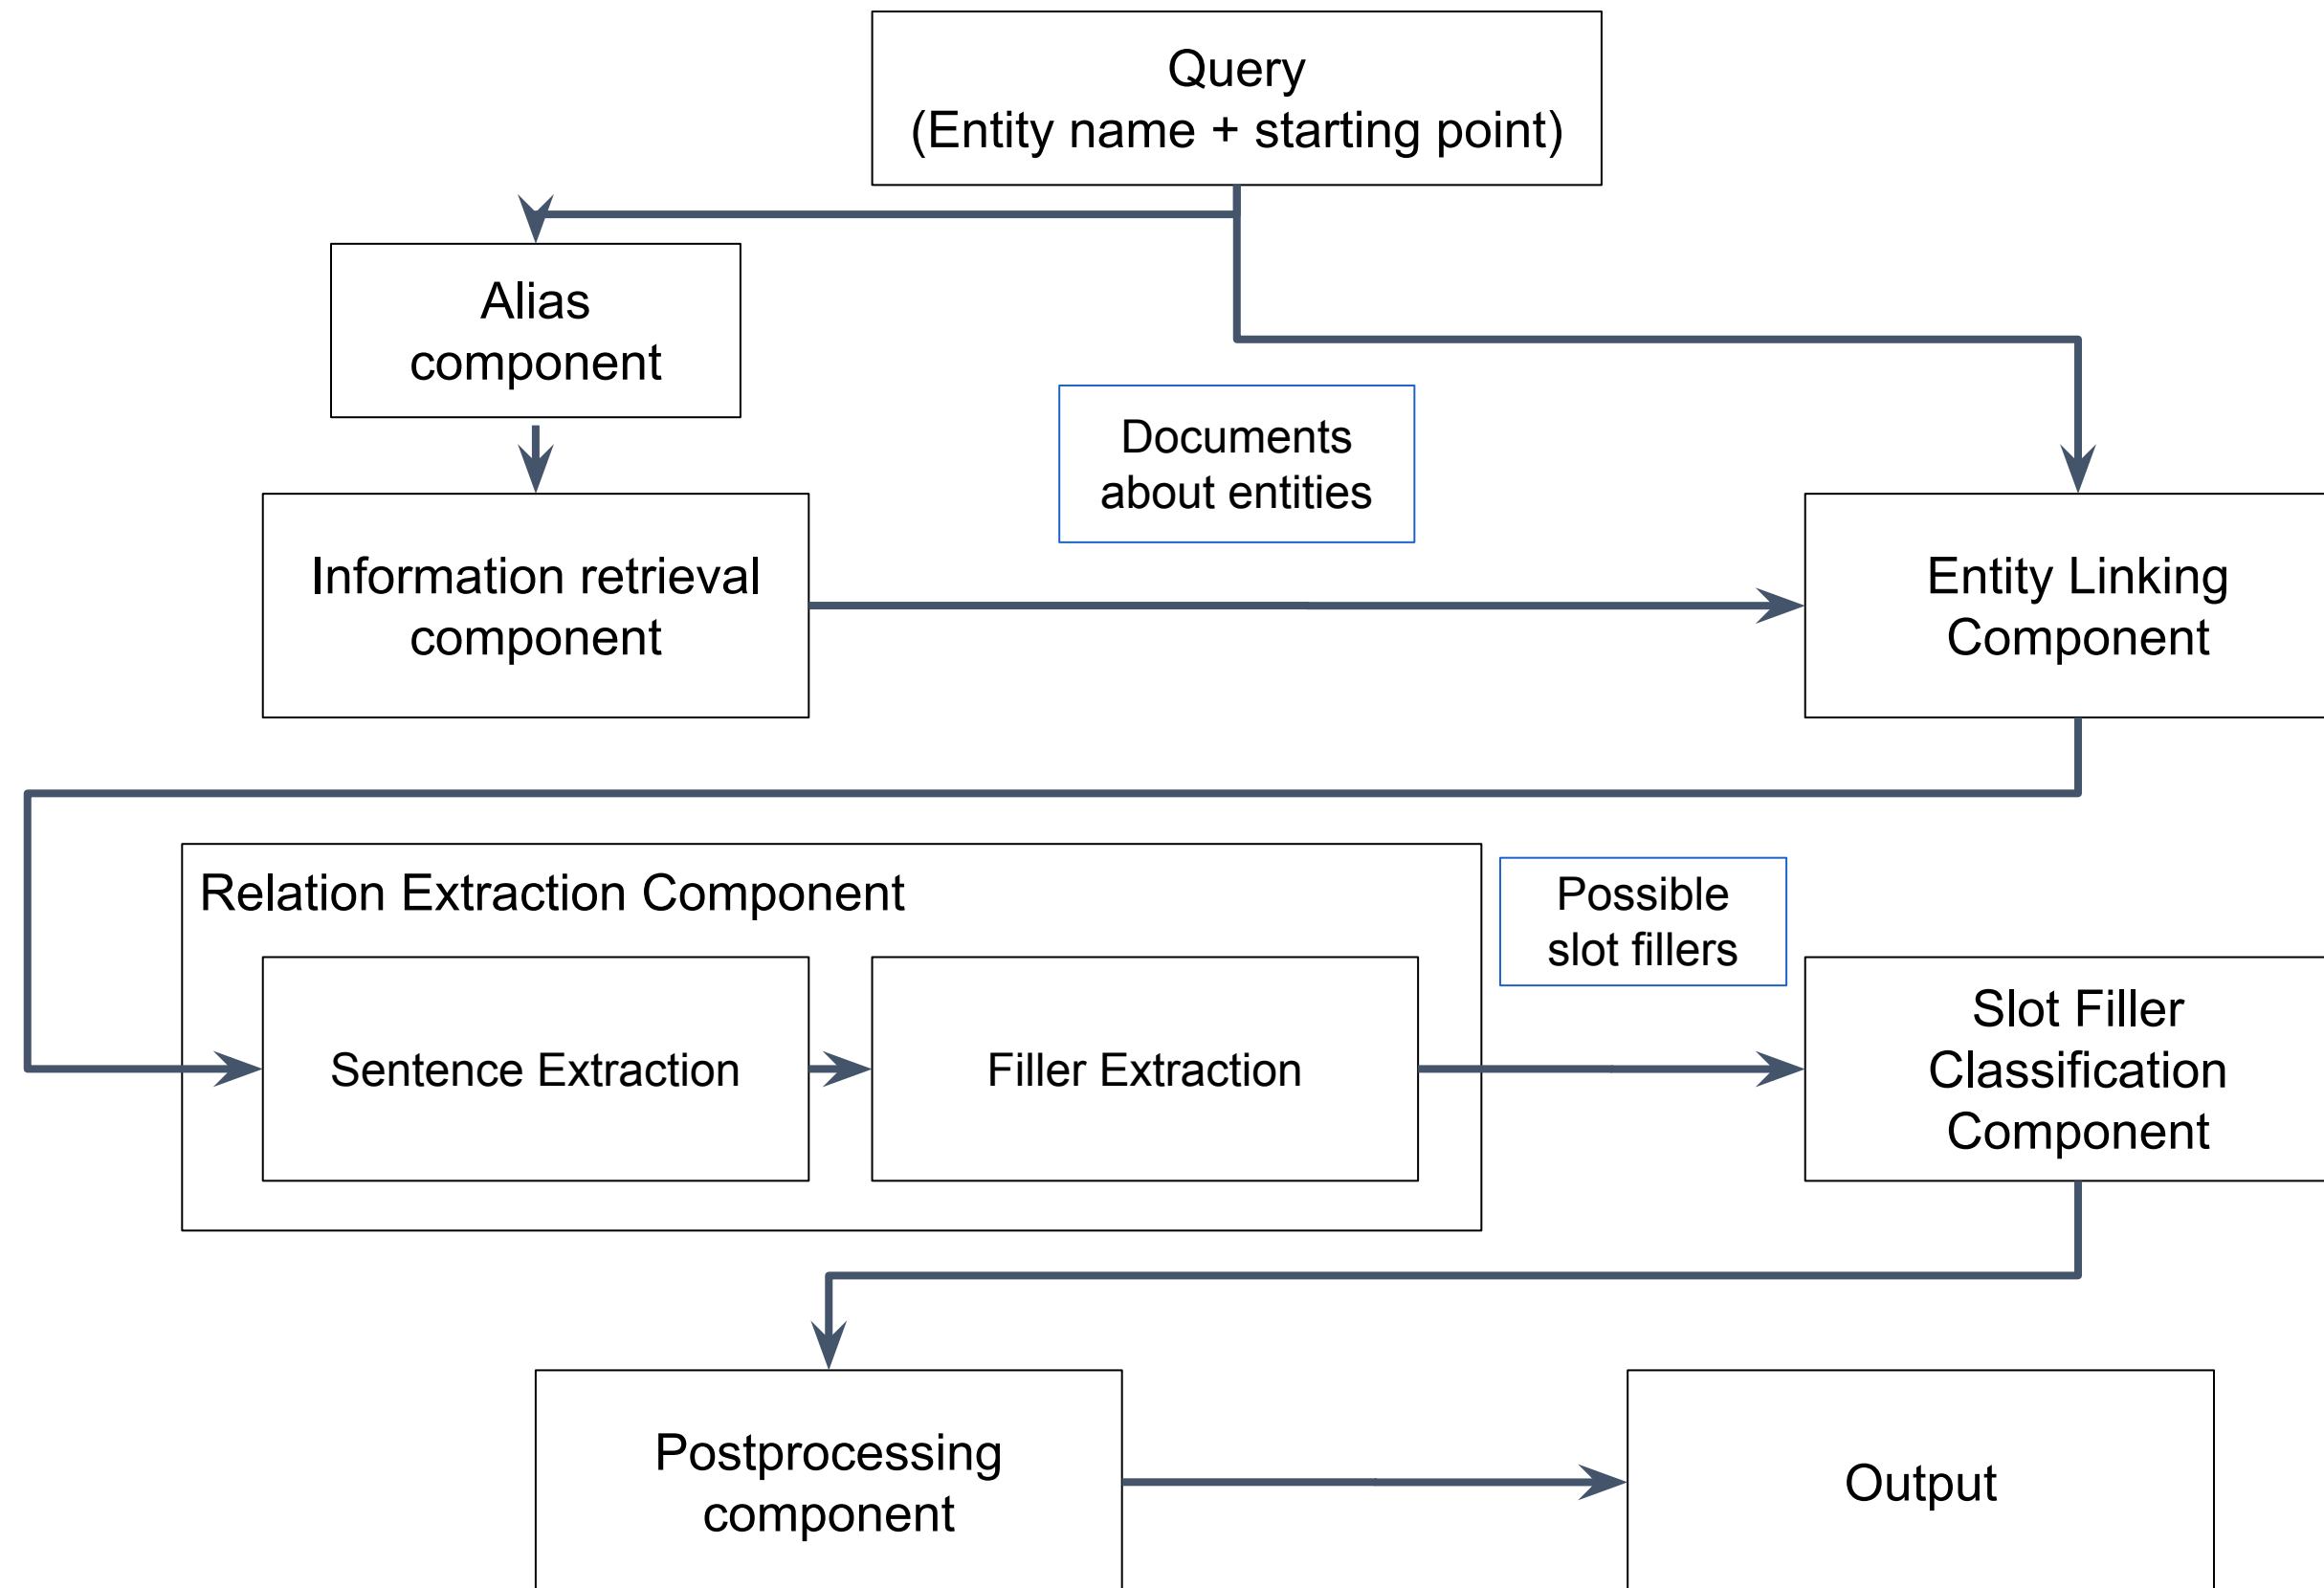 Query
(Entity name + starting point)
Alias
component
Documents
about entities
Information retrieval
component
Entity Linking
Component
Relation Extraction Component
Possible
slot fillers
Sentence Extraction
Filler Extraction
Slot Filler
Classification
Component
Postprocessing
component
Output